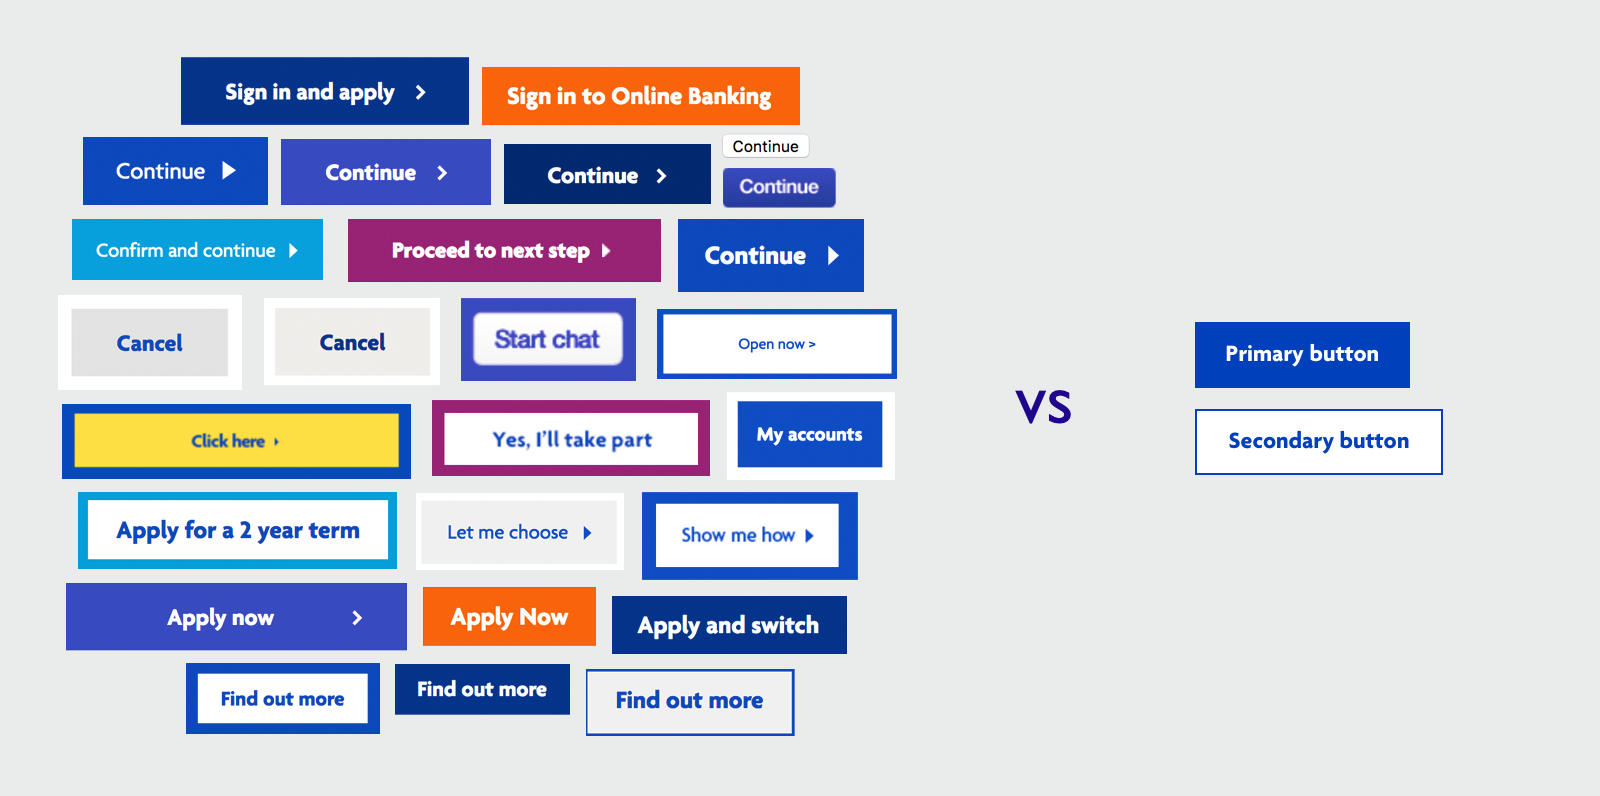 Sign in and apply
Sign in to Online Banking
Continue
Continue
Continue
Continue
Continue
Confirm and continue
Proceed to next step
Continue
Cancel
Cancel
Start chat
Open now >
Click here
Yes, I'll take part
My accounts
Apply for a 2 year term
Let me choose
Show me how
Apply now
Apply Now
Apply and switch
Find out more
Find out more
Find out more
VS
Primary button
Secondary button